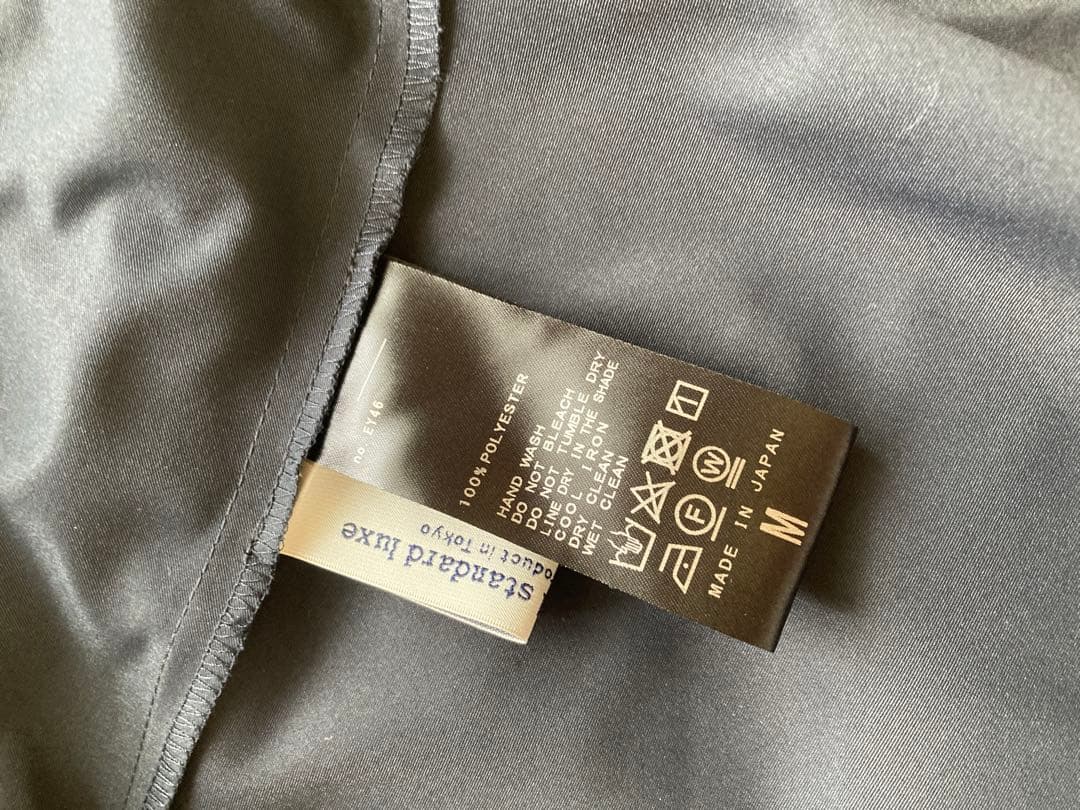 no. EY46
100% POLYESTER
HAND WASH
DO NOT BLEACH
DO NOT TUMBLE DRY
LINE DRY IN THE SHADE
COOL IRON
DRY CLEAN
WET CLEAN
F
W
MADE IN JAPAN
M
standard luxe
in Tokyo